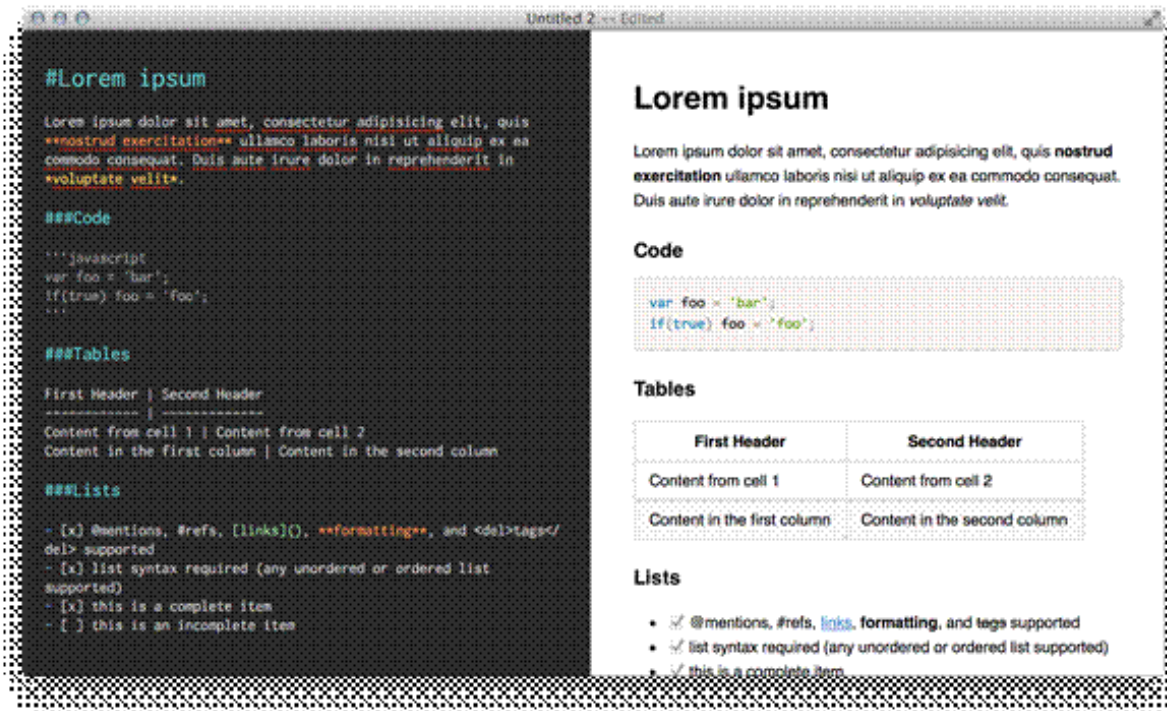 Untitled 2 -- Edited
#Lorem ipsum
Lorem ipsum dolor sit amet, consectetur adipisicing elit, quis
**nostrud exercitation** ullamco laboris nisi ut aliquip ex ea
commodo consequat. Duis aute irure dolor in reprehenderit in
*voluptate velit*.
###Code
```javascript
var foo = 'bar';
if(true) foo = 'foo';
```
###Tables
First Header | Second Header
------------ | -------------
Content from cell 1 | Content from cell 2
Content in the first column | Content in the second column
###Lists
- [x] @mentions, #refs, [links](), **formatting**, and <del>tags</
del> supported
- [x] list syntax required (any unordered or ordered list
supported)
- [x] this is a complete item
- [ ] this is an incomplete item
Lorem ipsum
Lorem ipsum dolor sit amet, consectetur adipisicing elit, quis nostrud
exercitation ullamco laboris nisi ut aliquip ex ea commodo consequat.
Duis aute irure dolor in reprehenderit in voluptate velit.
Code
var foo = 'bar';
if(true) foo = 'foo';
Tables
First Header Second Header
Content from cell 1 Content from cell 2
Content in the first column Content in the second column
Lists
• @mentions, #refs, links, formatting, and tags supported
• list syntax required (any unordered or ordered list supported)
• this is a complete item